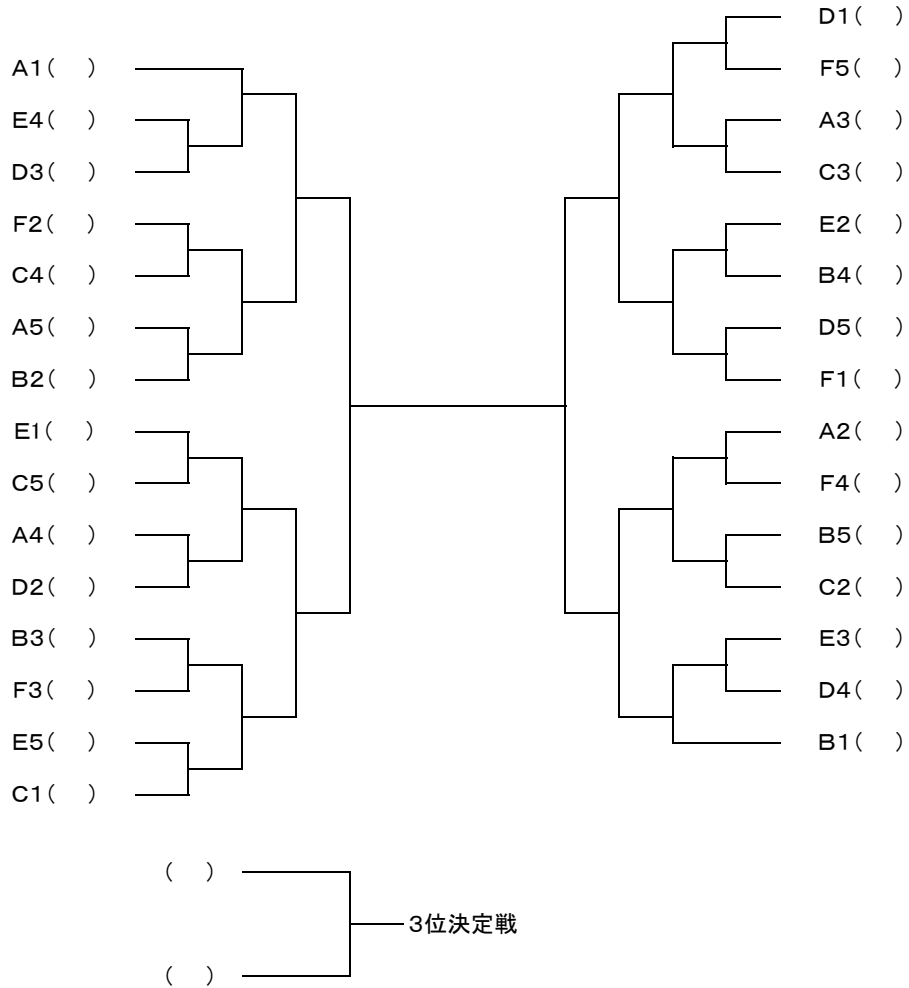 A1(　)
E4(　)
D3(　)
F2(　)
C4(　)
A5(　)
B2(　)
E1(　)
C5(　)
A4(　)
D2(　)
B3(　)
F3(　)
E5(　)
C1(　)
D1(　)
F5(　)
A3(　)
C3(　)
E2(　)
B4(　)
D5(　)
F1(　)
A2(　)
F4(　)
B5(　)
C2(　)
E3(　)
D4(　)
B1(　)
(　)
3位決定戦
(　)